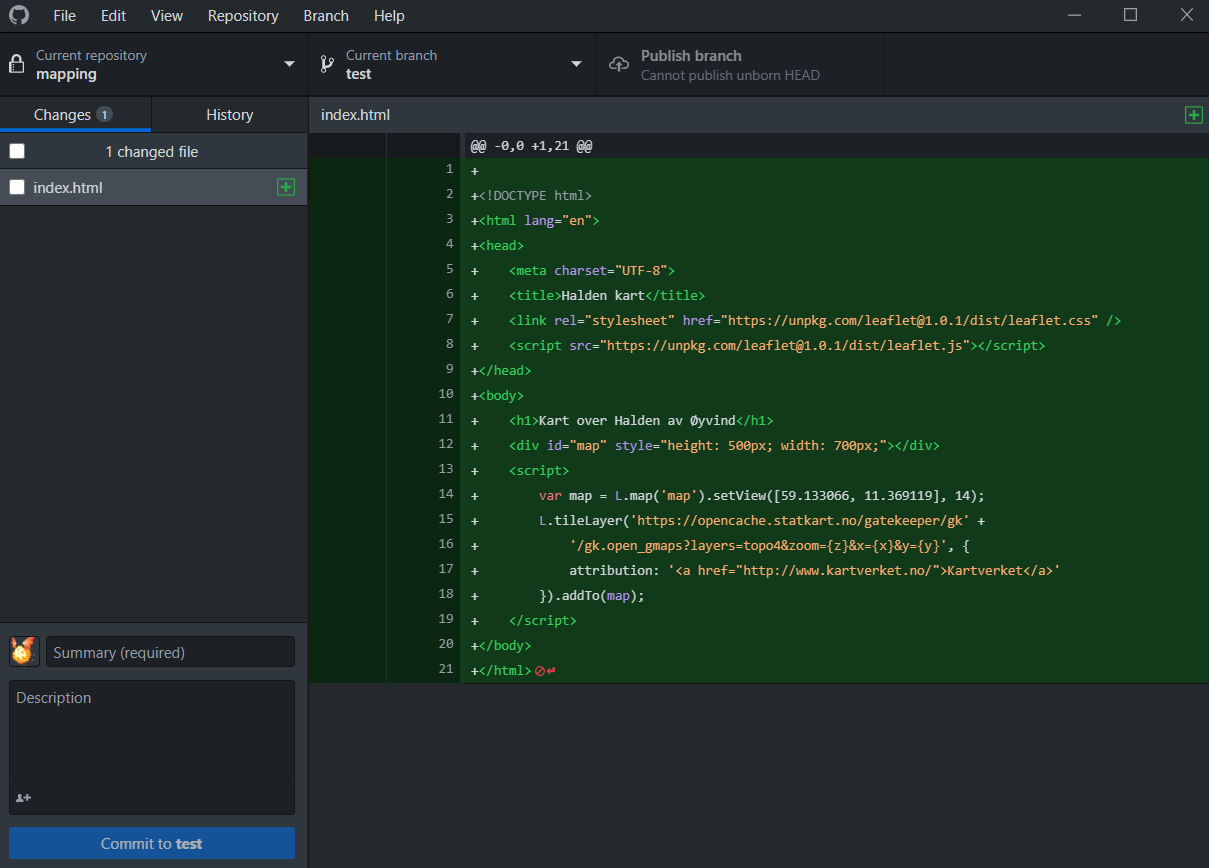 File Edit View Repository Branch Help
Current repository
mapping
Current branch
test
Publish branch
Cannot publish unborn HEAD
Changes 1
History
index.html
1 changed file
index.html
@@ -0,0 +1,21 @@
1 +
2 +<!DOCTYPE html>
3 +<html lang="en">
4 +<head>
5 +    <meta charset="UTF-8">
6 +    <title>Halden kart</title>
7 +    <link rel="stylesheet" href="https://unpkg.com/leaflet@1.0.1/dist/leaflet.css" />
8 +    <script src="https://unpkg.com/leaflet@1.0.1/dist/leaflet.js"></script>
9 +</head>
10 +<body>
11 +    <h1>Kart over Halden av Øyvind</h1>
12 +    <div id="map" style="height: 500px; width: 700px;"></div>
13 +    <script>
14 +        var map = L.map('map').setView([59.133066, 11.369119], 14);
15 +        L.tileLayer('https://opencache.statkart.no/gatekeeper/gk' +
16 +            '/gk.open_gmaps?layers=topo4&zoom={z}&x={x}&y={y}', {
17 +            attribution: '<a href="http://www.kartverket.no/">Kartverket</a>'
18 +        }).addTo(map);
19 +    </script>
20 +</body>
21 +</html>
Summary (required)
Description
Commit to test